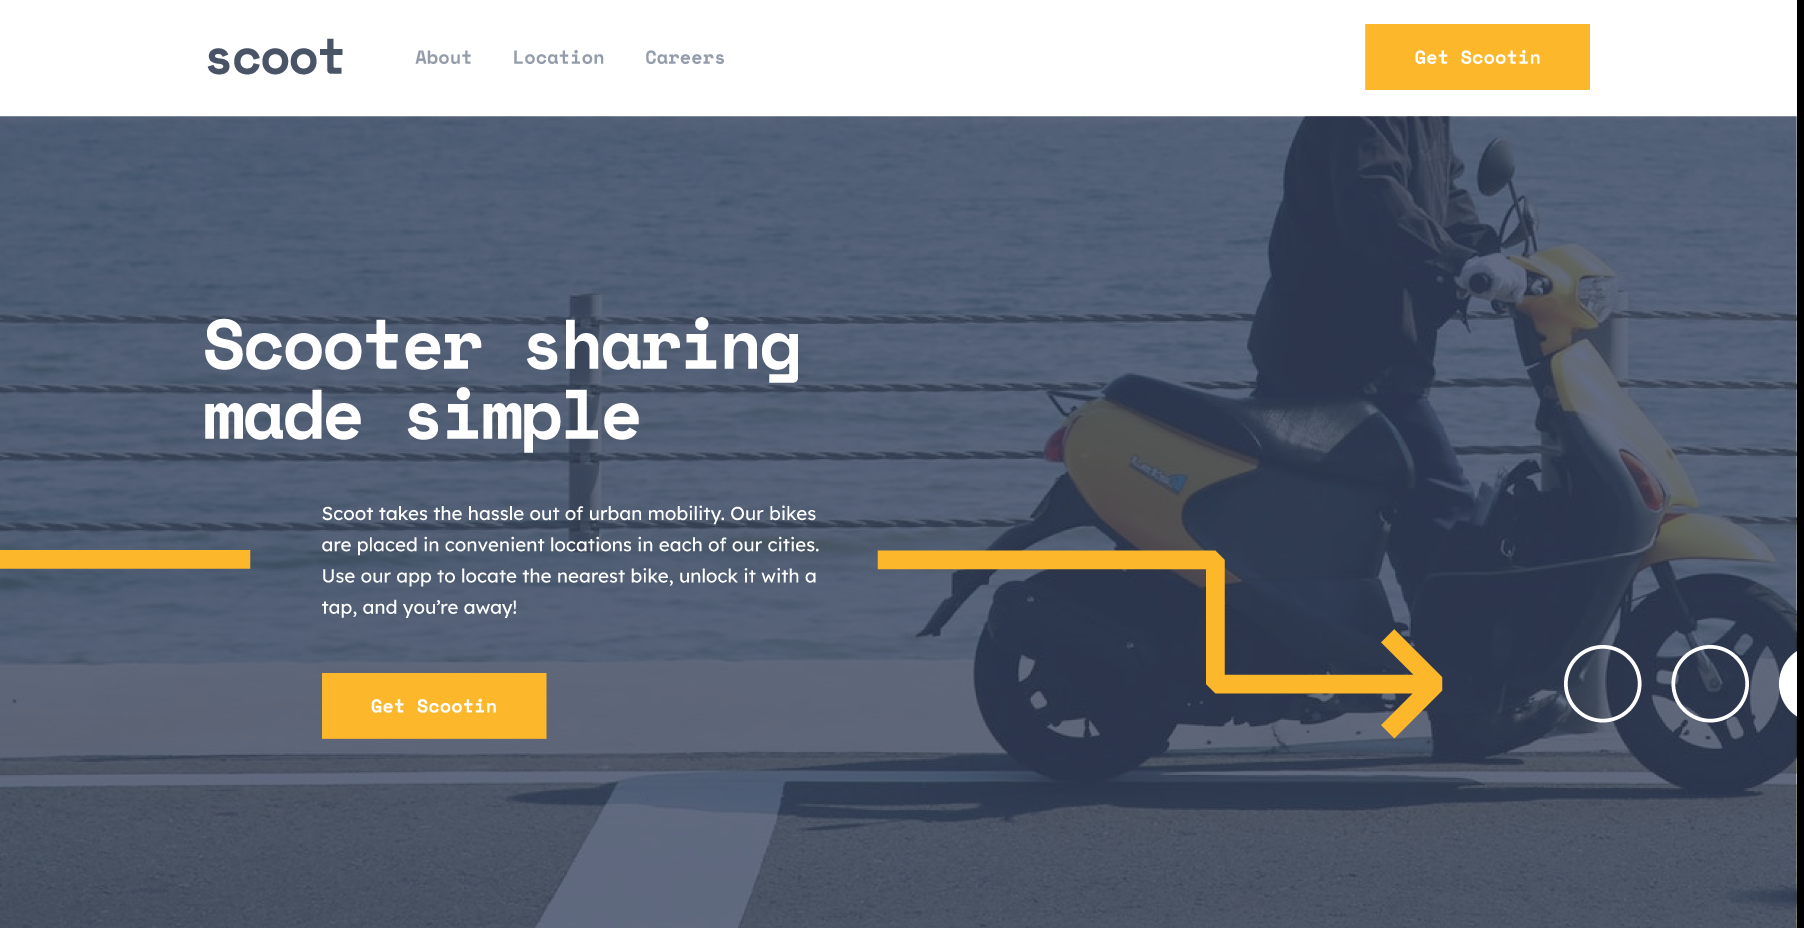 scoot
About
Location
Careers
Get Scootin
Scooter sharing
made simple
Scoot takes the hassle out of urban mobility. Our bikes
are placed in convenient locations in each of our cities.
Use our app to locate the nearest bike, unlock it with a
tap, and you’re away!
Get Scootin